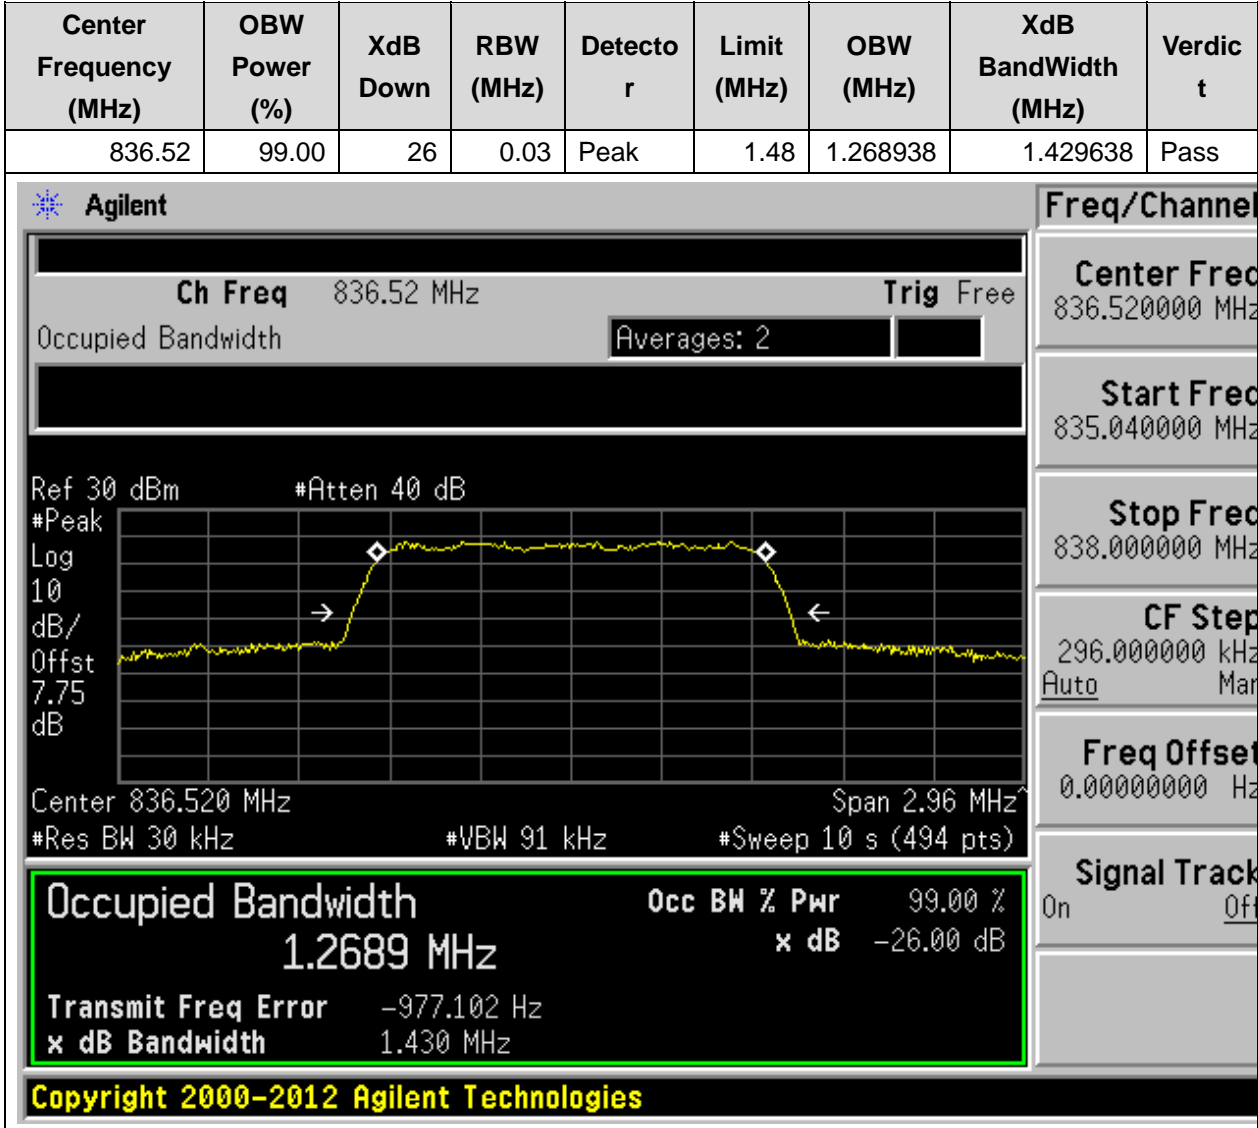 Center Frequency (MHz) OBW Power (%) XdB Down RBW (MHz) Detecto r Limit (MHz) OBW (MHz) XdB BandWidth (MHz) Verdic t
836.52 99.00 26 0.03 Peak 1.48 1.268938 1.429638 Pass
Agilent
Freq/Channel
Ch Freq 836.52 MHz Trig Free
Occupied Bandwidth Averages: 2
Center Freq
836.520000 MHz
Start Freq
835.040000 MHz
Stop Freq
838.000000 MHz
CF Step
296.000000 kHz
Auto Man
Freq Offset
0.00000000 Hz
Signal Track
On Off
Ref 30 dBm #Atten 40 dB
#Peak
Log
10
dB/
Offst
7.75
dB
Center 836.520 MHz Span 2.96 MHz^
#Res BW 30 kHz #VBW 91 kHz #Sweep 10 s (494 pts)
Occupied Bandwidth Occ BW % Pwr 99.00 %
1.2689 MHz x dB -26.00 dB
Transmit Freq Error -977.102 Hz
x dB Bandwidth 1.430 MHz
Copyright 2000-2012 Agilent Technologies